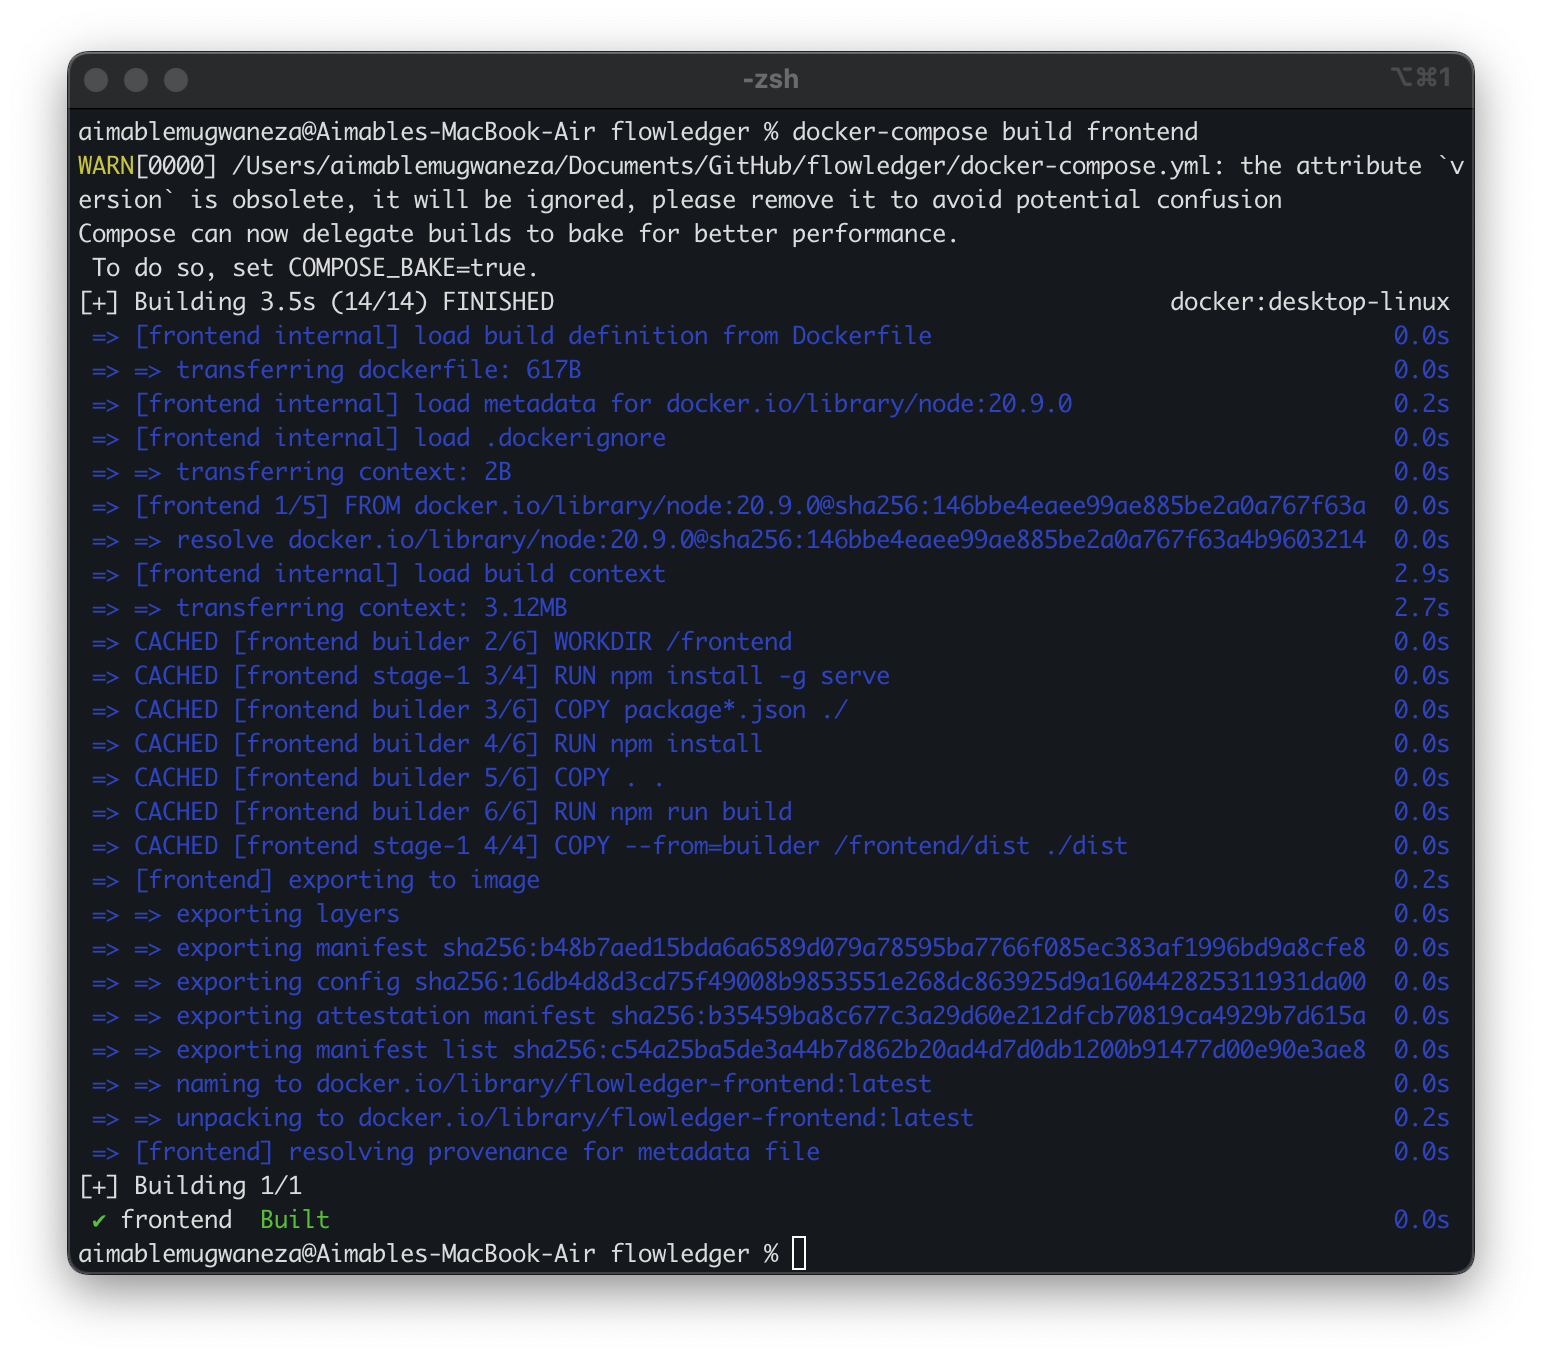 -zsh ⌥⌘1
aimablemugwaneza@Aimables-MacBook-Air flowledger % docker-compose build frontend
WARN[0000] /Users/aimablemugwaneza/Documents/GitHub/flowledger/docker-compose.yml: the attribute `v
ersion` is obsolete, it will be ignored, please remove it to avoid potential confusion
Compose can now delegate builds to bake for better performance.
 To do so, set COMPOSE_BAKE=true.
[+] Building 3.5s (14/14) FINISHED docker:desktop-linux
 => [frontend internal] load build definition from Dockerfile 0.0s
 => => transferring dockerfile: 617B 0.0s
 => [frontend internal] load metadata for docker.io/library/node:20.9.0 0.2s
 => [frontend internal] load .dockerignore 0.0s
 => => transferring context: 2B 0.0s
 => [frontend 1/5] FROM docker.io/library/node:20.9.0@sha256:146bbe4eaee99ae885be2a0a767f63a 0.0s
 => => resolve docker.io/library/node:20.9.0@sha256:146bbe4eaee99ae885be2a0a767f63a4b9603214 0.0s
 => [frontend internal] load build context 2.9s
 => => transferring context: 3.12MB 2.7s
 => CACHED [frontend builder 2/6] WORKDIR /frontend 0.0s
 => CACHED [frontend stage-1 3/4] RUN npm install -g serve 0.0s
 => CACHED [frontend builder 3/6] COPY package*.json ./ 0.0s
 => CACHED [frontend builder 4/6] RUN npm install 0.0s
 => CACHED [frontend builder 5/6] COPY . . 0.0s
 => CACHED [frontend builder 6/6] RUN npm run build 0.0s
 => CACHED [frontend stage-1 4/4] COPY --from=builder /frontend/dist ./dist 0.0s
 => [frontend] exporting to image 0.2s
 => => exporting layers 0.0s
 => => exporting manifest sha256:b48b7aed15bda6a6589d079a78595ba7766f085ec383af1996bd9a8cfe8 0.0s
 => => exporting config sha256:16db4d8d3cd75f49008b9853551e268dc863925d9a160442825311931da00 0.0s
 => => exporting attestation manifest sha256:b35459ba8c677c3a29d60e212dfcb70819ca4929b7d615a 0.0s
 => => exporting manifest list sha256:c54a25ba5de3a44b7d862b20ad4d7d0db1200b91477d00e90e3ae8 0.0s
 => => naming to docker.io/library/flowledger-frontend:latest 0.0s
 => => unpacking to docker.io/library/flowledger-frontend:latest 0.2s
 => [frontend] resolving provenance for metadata file 0.0s
[+] Building 1/1
 ✔ frontend  Built 0.0s
aimablemugwaneza@Aimables-MacBook-Air flowledger %